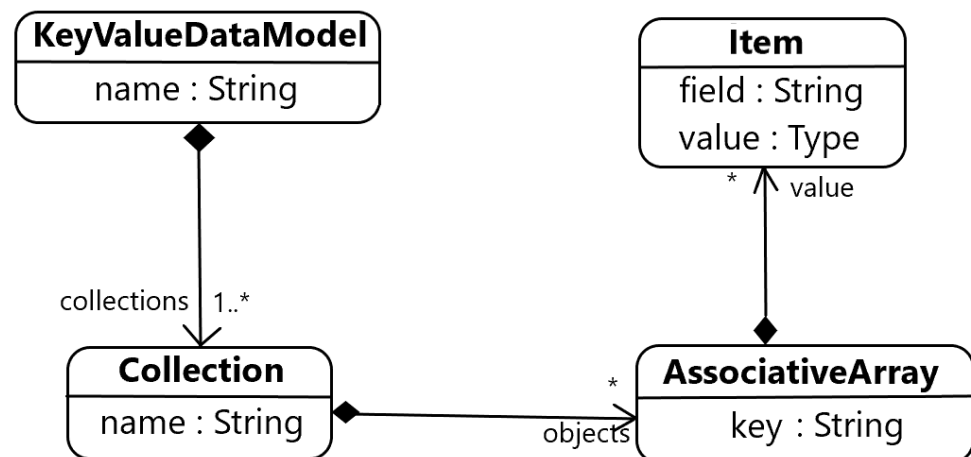 KeyValueDataModel
name : String
collections 1..*
Collection
name : String
*
objects
Item
field : String
value : Type
* value
AssociativeArray
key : String